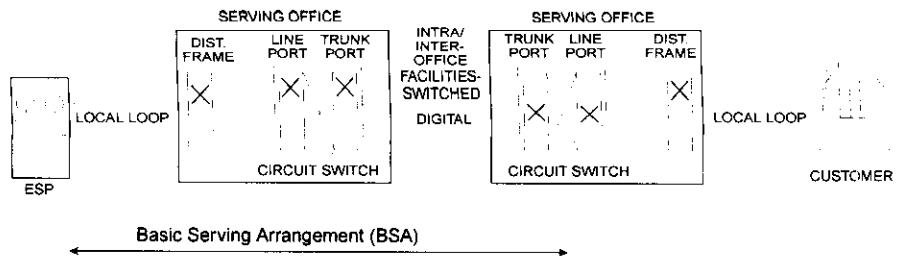 SERVING OFFICE
DIST.
FRAME
LINE
PORT
TRUNK
PORT
CIRCUIT SWITCH
ESP
LOCAL LOOP
INTRA/
INTER-
OFFICE
FACILITIES-
SWITCHED
DIGITAL
SERVING OFFICE
TRUNK
PORT
LINE
PORT
DIST.
FRAME
CIRCUIT SWITCH
LOCAL LOOP
CUSTOMER
Basic Serving Arrangement (BSA)